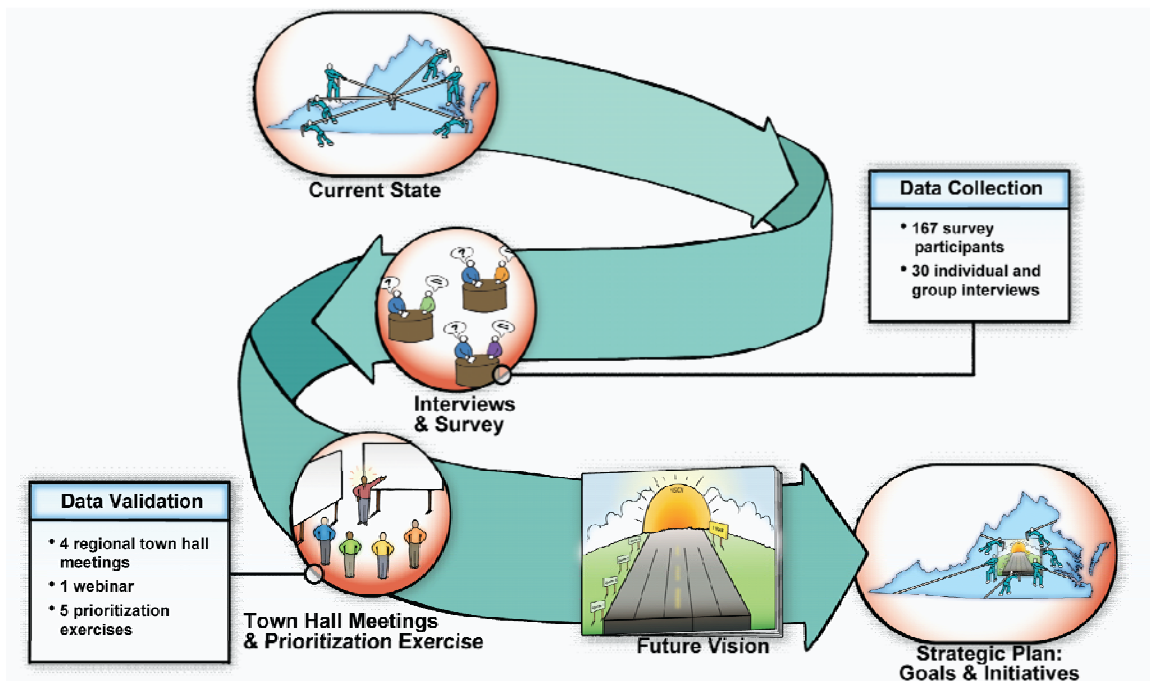 Current State
Data Collection
• 167 survey
participants
• 30 individual and
group interviews
?
=
?
=
?
=
Interviews
& Survey
Data Validation
• 4 regional town hall
meetings
• 1 webinar
• 5 prioritization
exercises
Town Hall Meetings
& Prioritization Exercise
Future Vision
Strategic Plan:
Goals & Initiatives